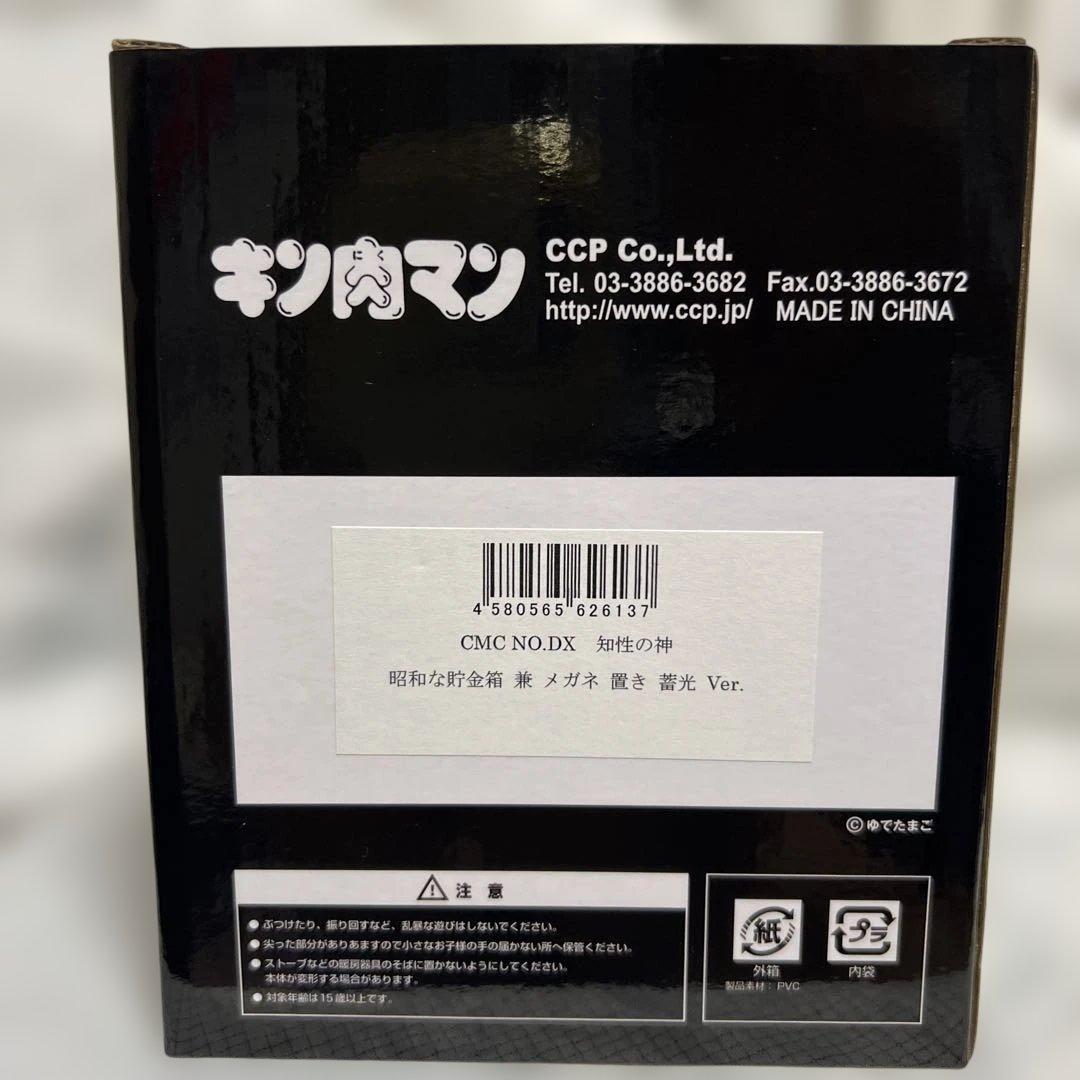 キン肉マン
にく
CCP Co.,Ltd.
Tel. 03-3886-3682 Fax.03-3886-3672
http://www.ccp.jp/ MADE IN CHINA
4 580565 626137
CMC NO.DX 知性の神
昭和な貯金箱 兼 メガネ 置き 蓄光 Ver.
©ゆでたまご
注 意
●ぶつけたり、振り回すなど、乱暴な遊びはしないでください。
●尖った部分がありあますので小さなお子様の手の届かない所へ保管ください。
●ストーブなどの暖房器具のそばに置かないようにしてください。
本体が変形する場合があります。
●対象年齢は15歳以上です。
紙
外箱
プラ
内袋
製品素材：PVC